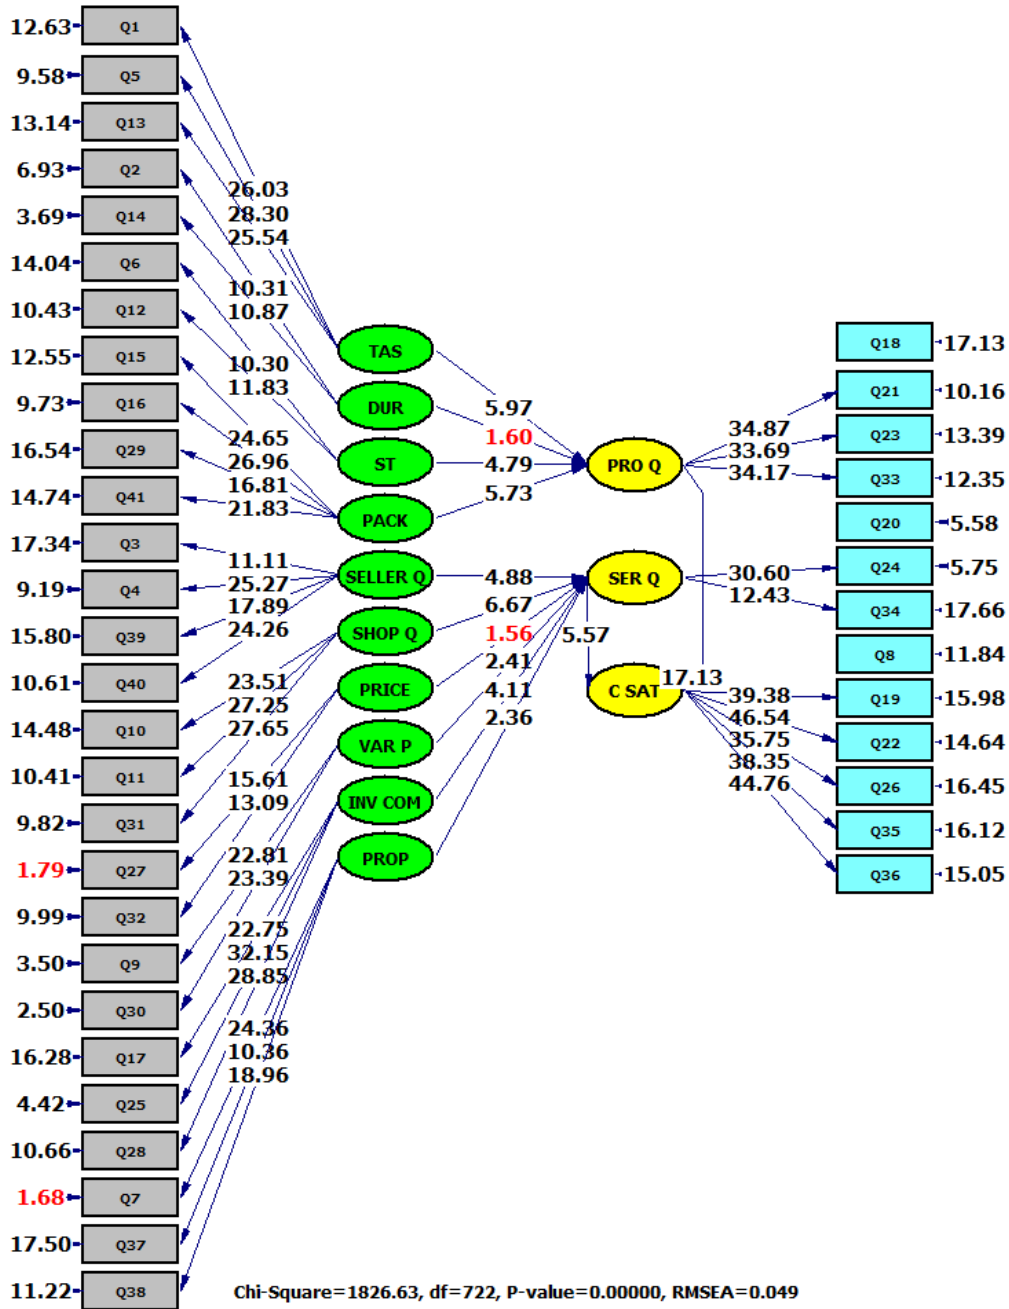 12.63 Q1
9.58 Q5
13.14 Q13
6.93 Q2
3.69 Q14
14.04 Q6
10.43 Q12
12.55 Q15
9.73 Q16
16.54 Q29
14.74 Q41
17.34 Q3
9.19 Q4
15.80 Q39
10.61 Q40
14.48 Q10
10.41 Q11
9.82 Q31
1.79 Q27
9.99 Q32
3.50 Q9
2.50 Q30
16.28 Q17
4.42 Q25
10.66 Q28
1.68 Q7
17.50 Q37
11.22 Q38
26.03
28.30
25.54
10.31
10.87
10.30
11.83
24.65
26.96
16.81
21.83
11.11
25.27
17.89
24.26
23.51
27.25
27.65
15.61
13.09
22.81
23.39
22.75
32.15
28.85
24.36
10.36
18.96
TAS
DUR
ST
PACK
SELLER Q
SHOP Q
PRICE
VAR P
INV COM
PROP
5.97
1.60
4.79
5.73
4.88
6.67
1.56
2.41
4.11
2.36
5.57
17.13
PRO Q
SER Q
C SAT
34.87
33.69
34.17
30.60
12.43
39.38
46.54
35.75
38.35
44.76
Q18 17.13
Q21 10.16
Q23 13.39
Q33 12.35
Q20 5.58
Q24 5.75
Q34 17.66
Q8 11.84
Q19 15.98
Q22 14.64
Q26 16.45
Q35 16.12
Q36 15.05
Chi-Square=1826.63, df=722, P-value=0.00000, RMSEA=0.049